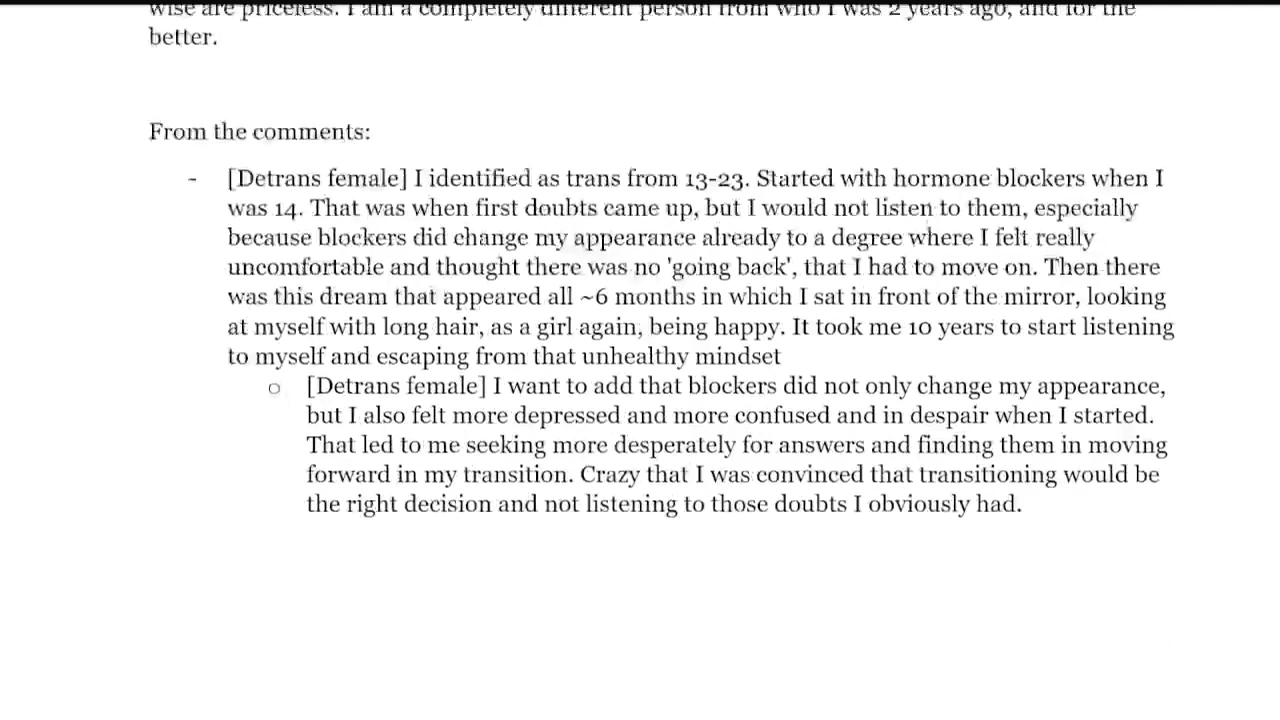 wise are priceless. I am a completely different person from who I was 2 years ago, and for the
better.
From the comments:
- [Detrans female] I identified as trans from 13-23. Started with hormone blockers when I
was 14. That was when first doubts came up, but I would not listen to them, especially
because blockers did change my appearance already to a degree where I felt really
uncomfortable and thought there was no 'going back', that I had to move on. Then there
was this dream that appeared all ~6 months in which I sat in front of the mirror, looking
at myself with long hair, as a girl again, being happy. It took me 10 years to start listening
to myself and escaping from that unhealthy mindset
o [Detrans female] I want to add that blockers did not only change my appearance,
but I also felt more depressed and more confused and in despair when I started.
That led to me seeking more desperately for answers and finding them in moving
forward in my transition. Crazy that I was convinced that transitioning would be
the right decision and not listening to those doubts I obviously had.